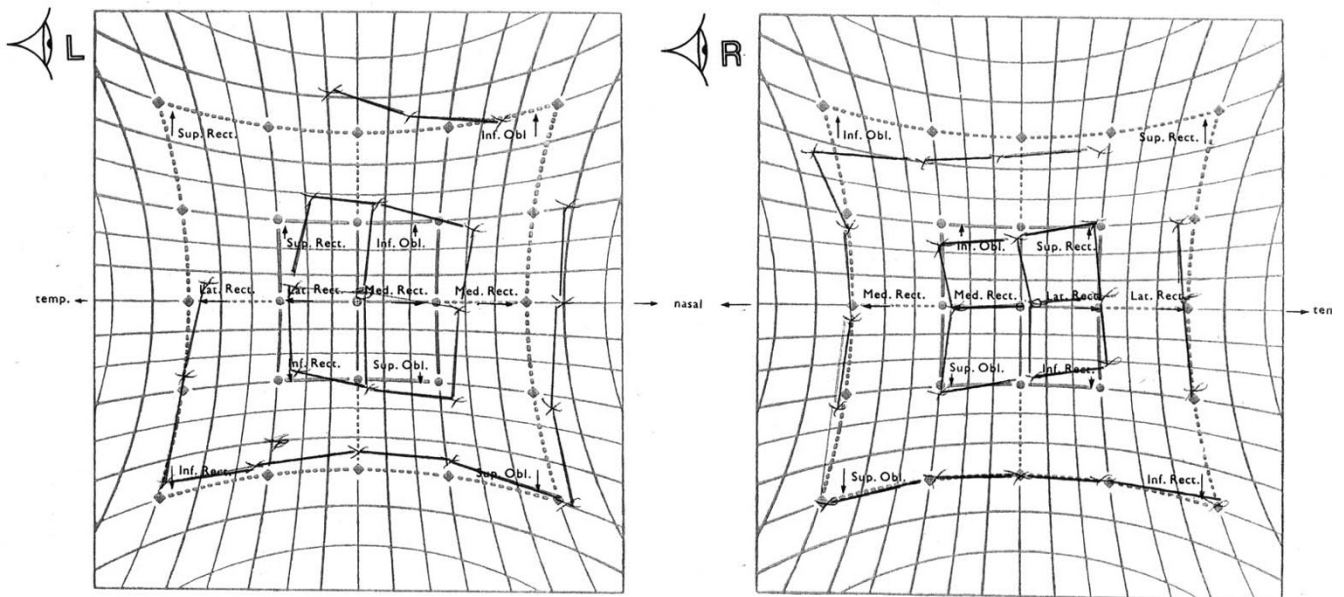 L
Sup. Rect.
Inf. Obl.
Sup. Rect.
Inf. Obl.
temp.
Lat. Rect.
Lat. Rect.
Med. Rect.
Med. Rect.
nasal
Inf. Rect.
Sup. Obl.
Inf. Rect.
Sup. Obl.
R
Inf. Obl.
Sup. Rect.
Inf. Obl.
Sup. Rect.
Med. Rect.
Med. Rect.
Lat. Rect.
Lat. Rect.
ten
Sup. Obl.
Inf. Rect.
Sup. Obl.
Inf. Rect.